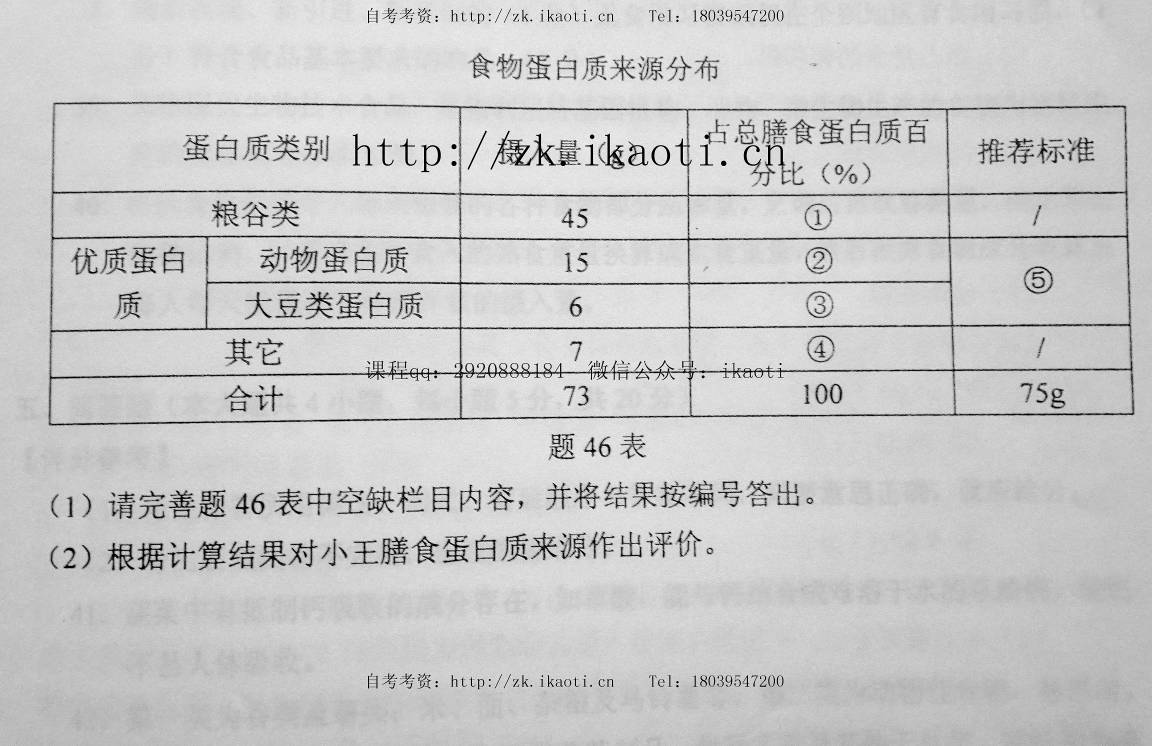 自考考资：http://zk.ikaoti.cn Tel：18039547200
食物蛋白质来源分布
蛋白质类别 摄入量（g） 占总膳食蛋白质百分比（%） 推荐标准
http://zk.ikaoti.cn
粮谷类 45 ① /
优质蛋白质 动物蛋白质 15 ② ⑤
大豆类蛋白质 6 ③
其它 7 ④ /
课程qq：2920888184 微信公众号：ikaoti
合计 73 100 75g
题 46 表
（1）请完善题 46 表中空缺栏目内容，并将结果按编号答出。
（2）根据计算结果对小王膳食蛋白质来源作出评价。
自考考资：http://zk.ikaoti.cn Tel：18039547200